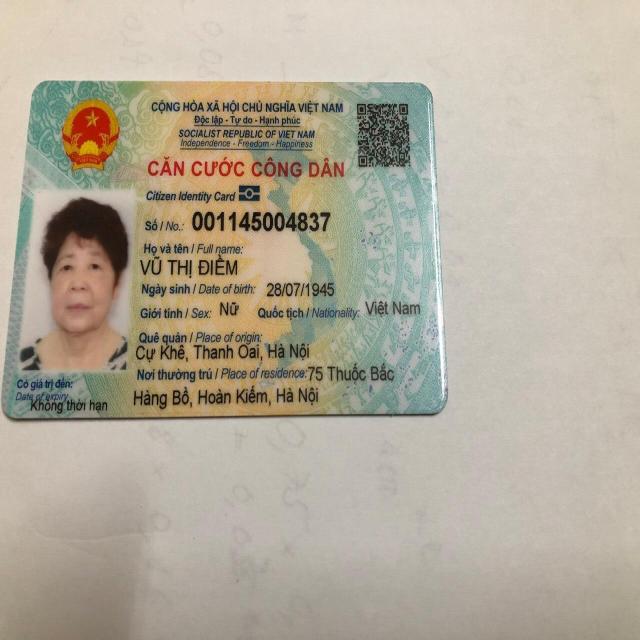 CỘNG HÒA XÃ HỘI CHỦ NGHĨA VIỆT NAM
Độc lập - Tự do - Hạnh phúc
SOCIALIST REPUBLIC OF VIET NAM
Independence - Freedom - Happiness
CĂN CƯỚC CÔNG DÂN
Citizen Identity Card
Số / No.: 001145004837
Họ và tên / Full name:
VŨ THỊ ĐIỀM
Ngày sinh / Date of birth: 28/07/1945
Giới tính / Sex: Nữ Quốc tịch / Nationality: Việt Nam
Quê quán / Place of origin:
Cự Khê, Thanh Oai, Hà Nội
Nơi thường trú / Place of residence: 75 Thuốc Bắc
Hàng Bồ, Hoàn Kiếm, Hà Nội
Có giá trị đến:
Date of expiry
Không thời hạn